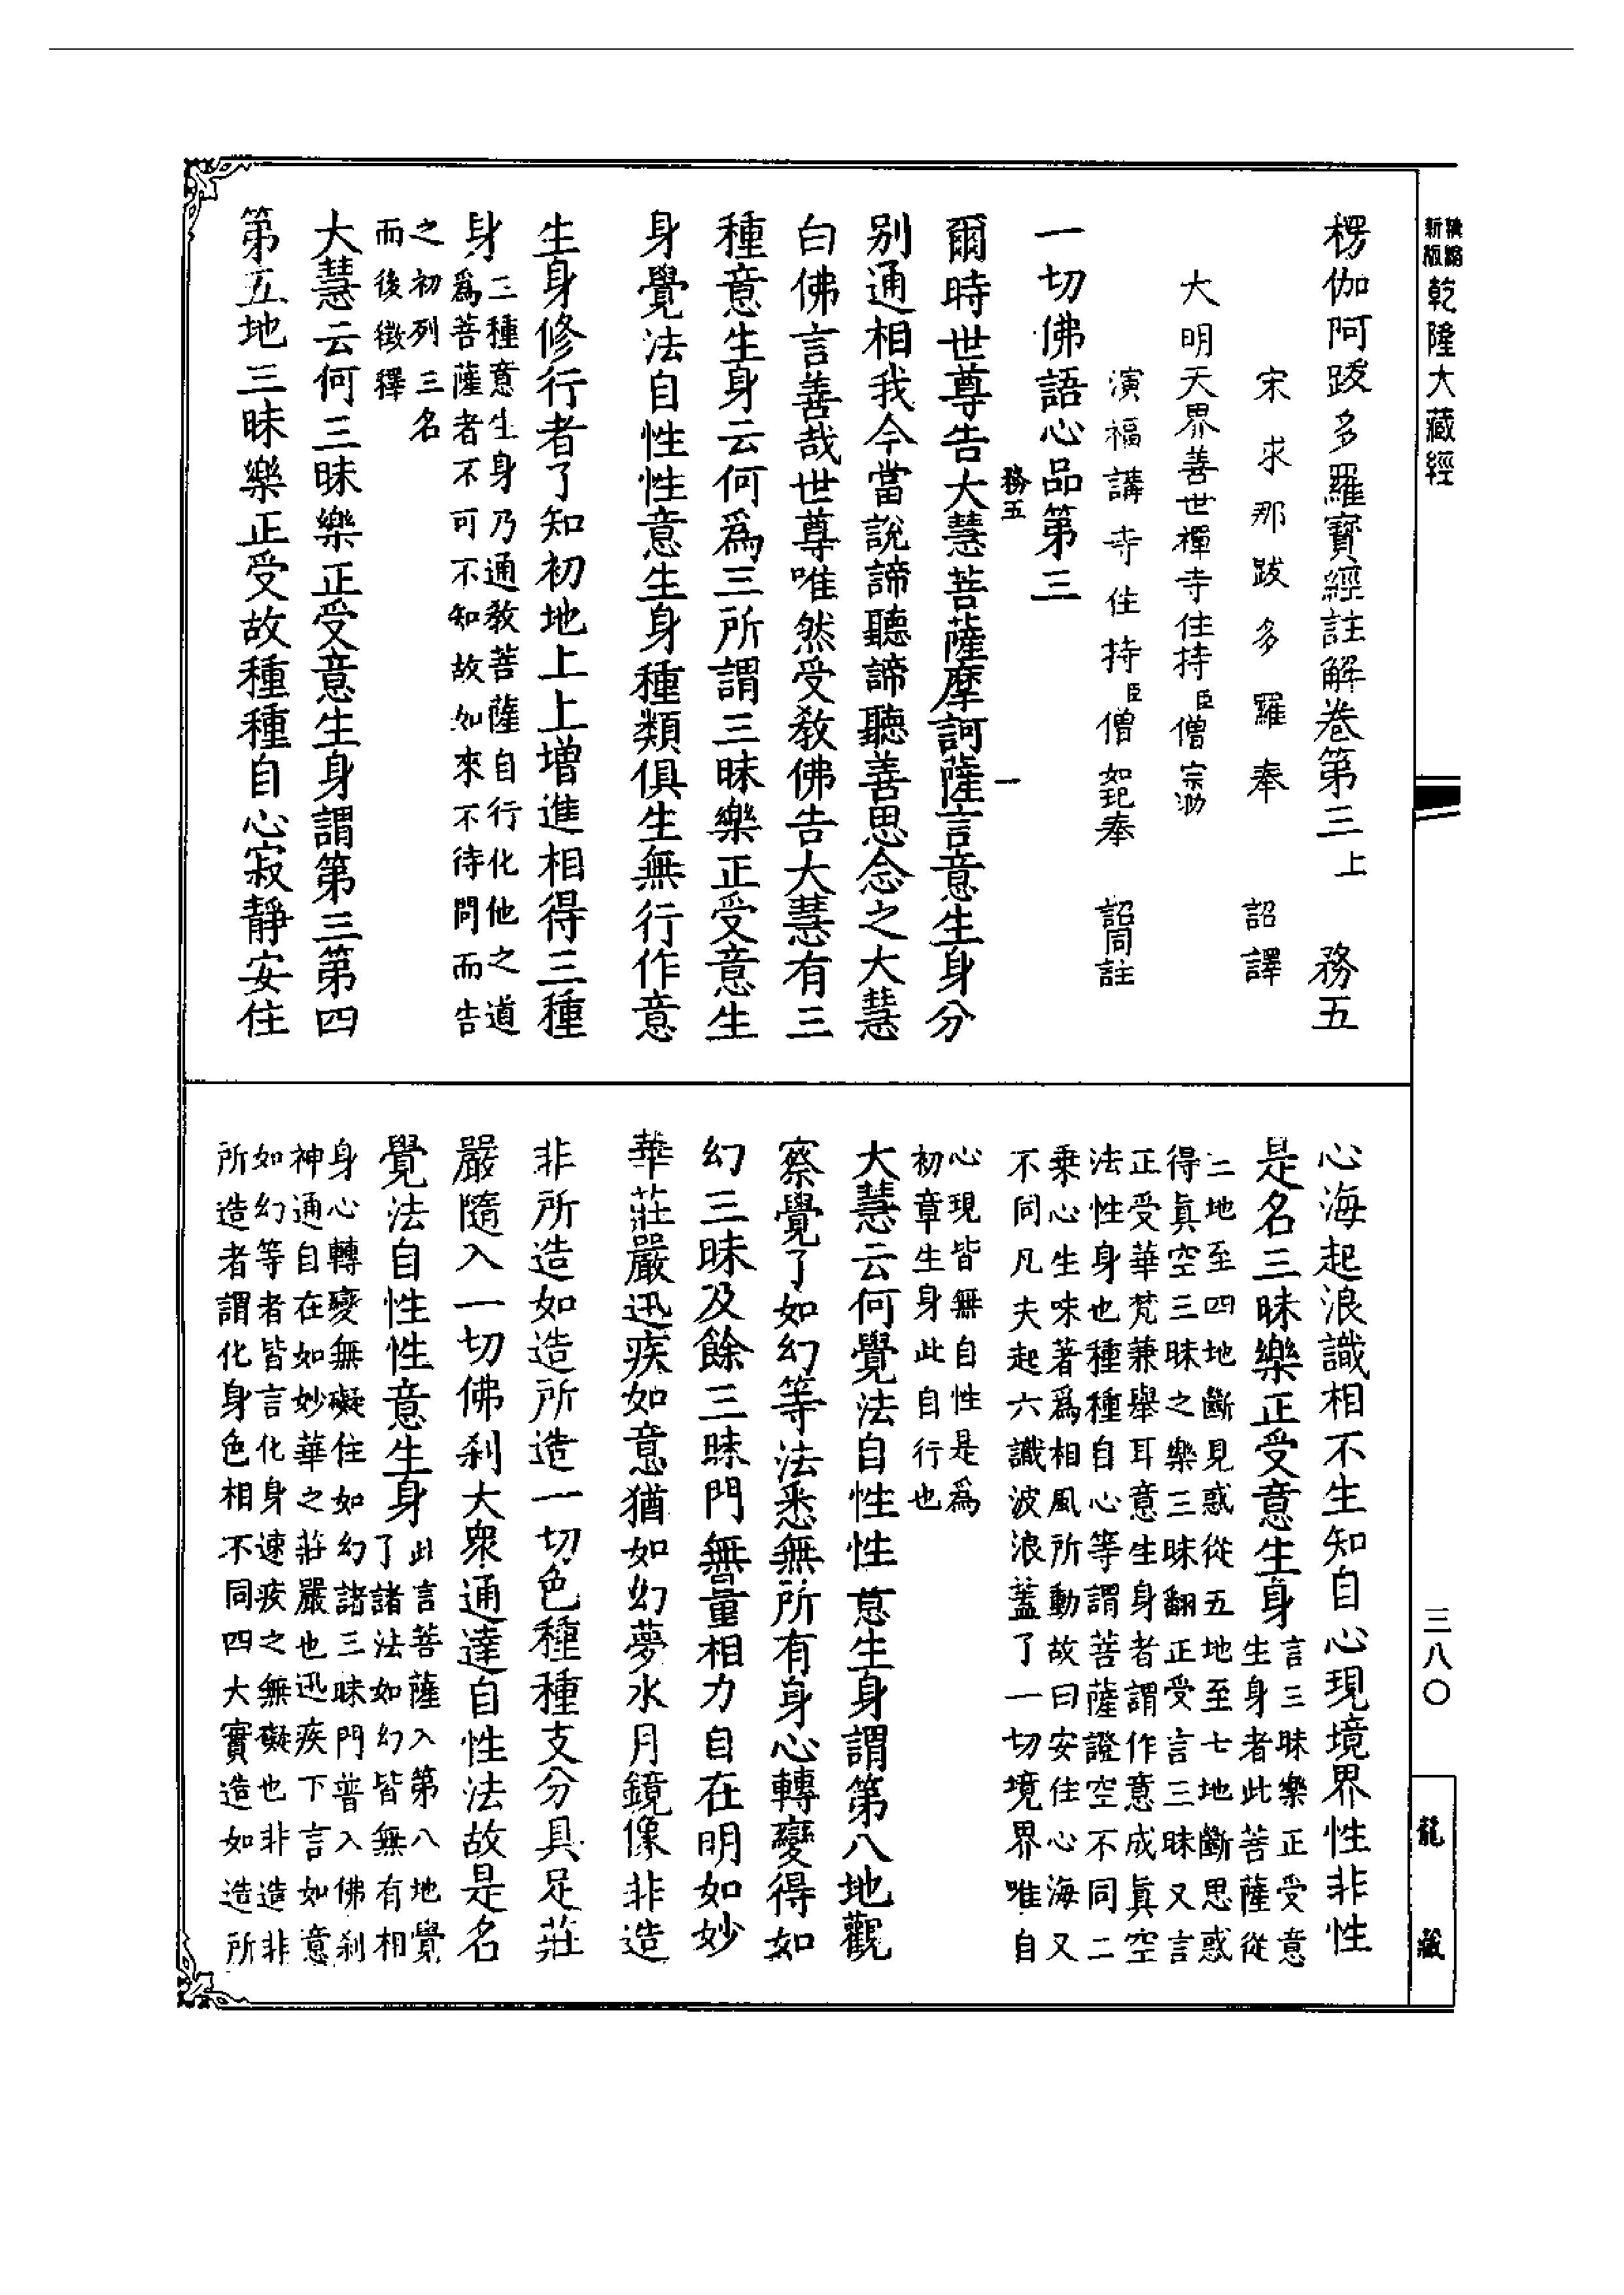 楞伽阿跋多羅寶經註解卷第三上　務五
宋求那跋多羅奉　詔譯
大明天界善世禪寺住持臣僧宗泐
演福講寺住持臣僧如玘奉　詔同註
一切佛語心品第三
務五　一
爾時世尊告大慧菩薩摩訶薩言意生身分
別通相我今當說諦聽諦聽善思念之大慧
白佛言善哉世尊唯然受教佛告大慧有三
種意生身云何爲三所謂三昧樂正受意生
身覺法自性性意生身種類俱生無行作意
生身修行者了知初地上上增進相得三種
身
三種意生身乃通教菩薩自行化他之道
爲菩薩者不可不知故如來不待問而告
之初列三名
而後徵釋
大慧云何三昧樂正受意生身謂第三第四
第五地三昧樂正受故種種自心寂靜安住
心海起浪識相不生知自心現境界性非性
是名三昧樂正受意生身
言三昧樂正受意
生身者此菩薩從
二地至四地斷見惑從五地至七地斷思惑
得眞空三昧之樂三昧翻正受言三昧又言
正受華梵兼舉耳意生身者謂作意成眞空
法性身也種種自心等謂菩薩證空不同二
乘心生味著爲相風所動故曰安住心海又
不同凡夫起六識波浪蓋了一切境界唯自
心現皆無自性是爲
初章生身此自行也
大慧云何覺法自性性意生身謂第八地觀
察覺了如幻等法悉無所有身心轉變得如
幻三昧及餘三昧門無量相力自在明如妙
華莊嚴迅疾如意猶如幻夢水月鏡像非造
非所造如造所造一切色種種支分具足莊
嚴隨入一切佛刹大衆通達自性法故是名
覺法自性性意生身
此言菩薩入第八地覺
了諸法如幻皆無有相
身心轉變無礙住如幻諸三昧門普入佛刹
神通自在如妙華之莊嚴也迅疾下言如意
如幻等者皆言化身速疾之無礙也非造非
所造者謂化身色相不同四大實造如造所
新版
乾隆大藏經
三八〇
龍藏